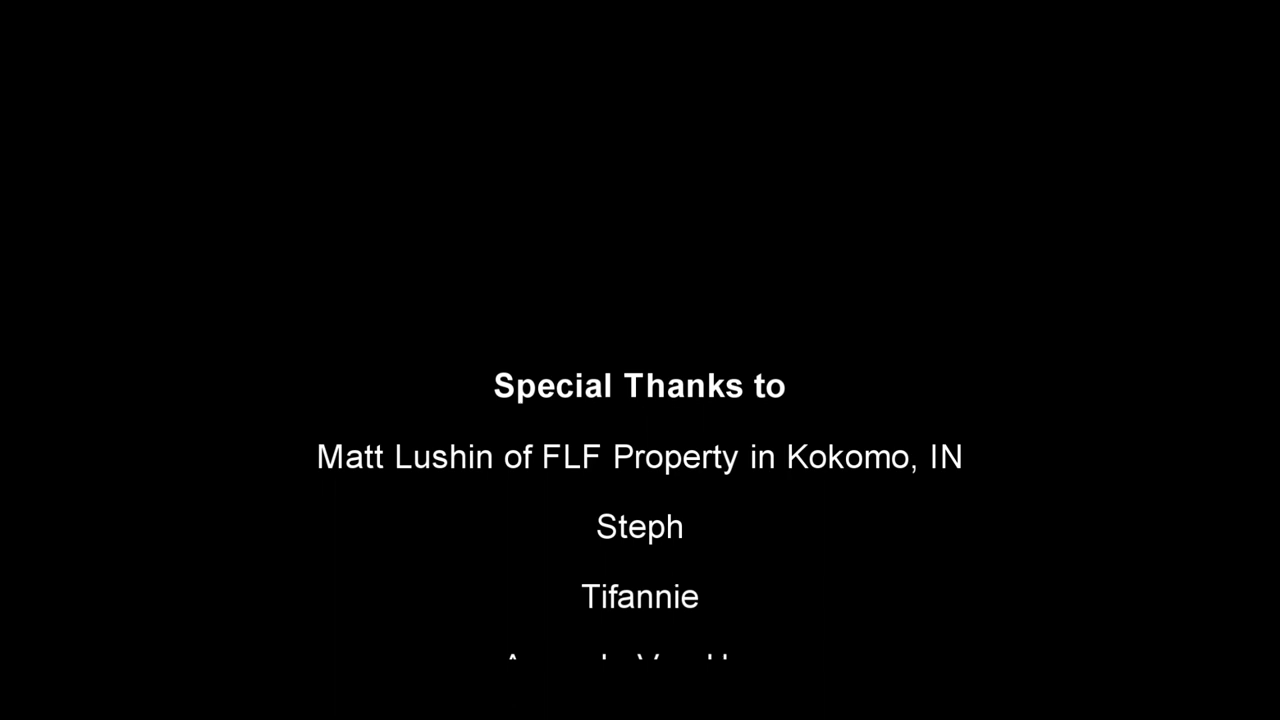 Special Thanks to
Matt Lushin of FLF Property in Kokomo, IN
Steph
Tifannie